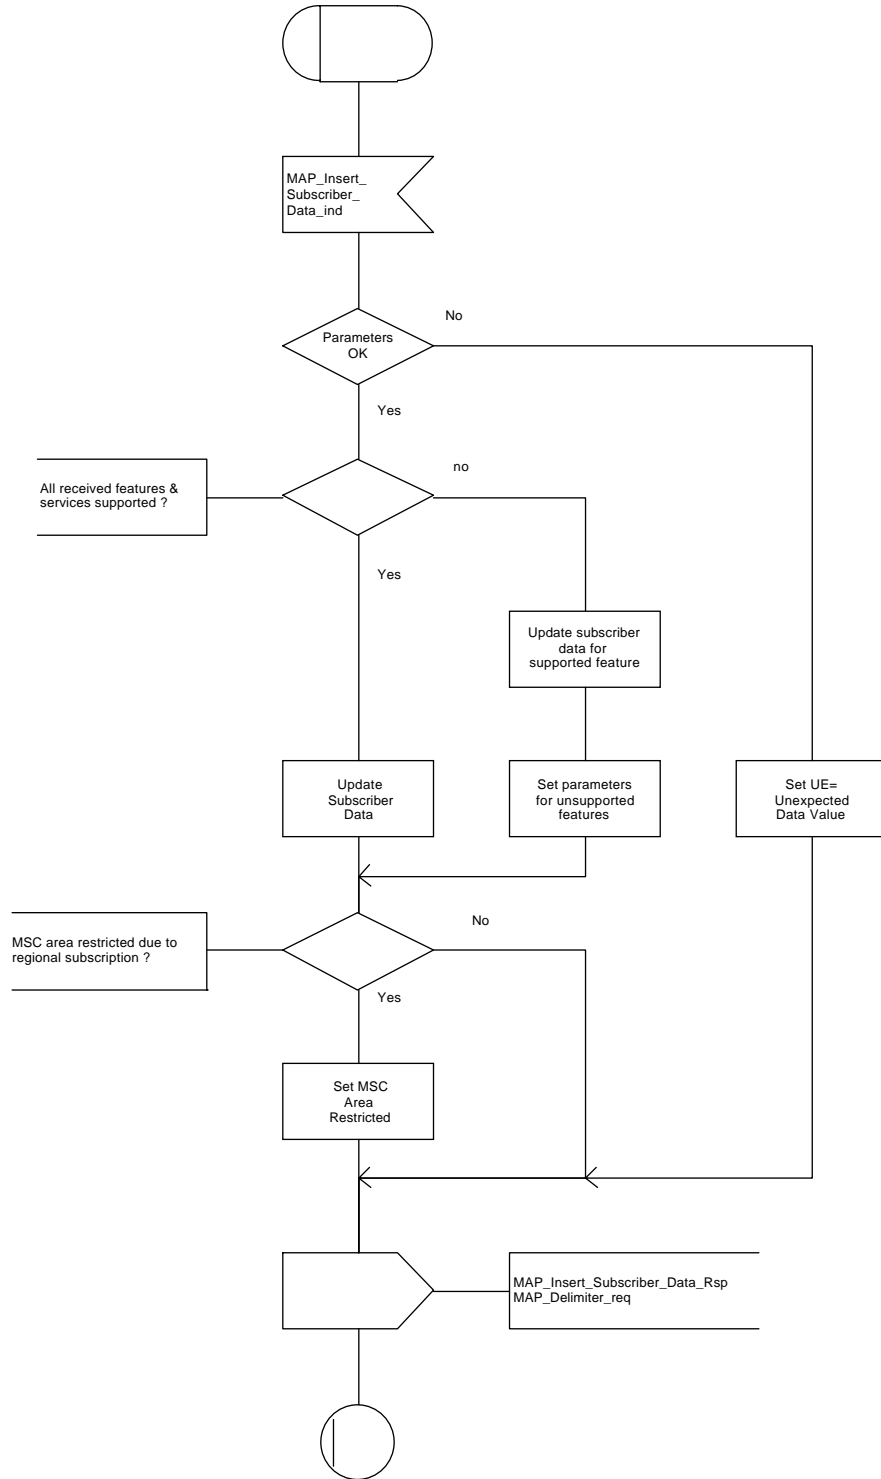 MAP_Insert_
Subscriber_
Data_ind
No
Parameters
OK
Yes
no
All received features &
services supported ?
Yes
Update subscriber
data for
supported feature
Update
Subscriber
Data
Set parameters
for unsupported
features
Set UE=
Unexpected
Data Value
No
MSC area restricted due to
regional subscription ?
Yes
Set MSC
Area
Restricted
MAP_Insert_Subscriber_Data_Rsp
MAP_Delimiter_req